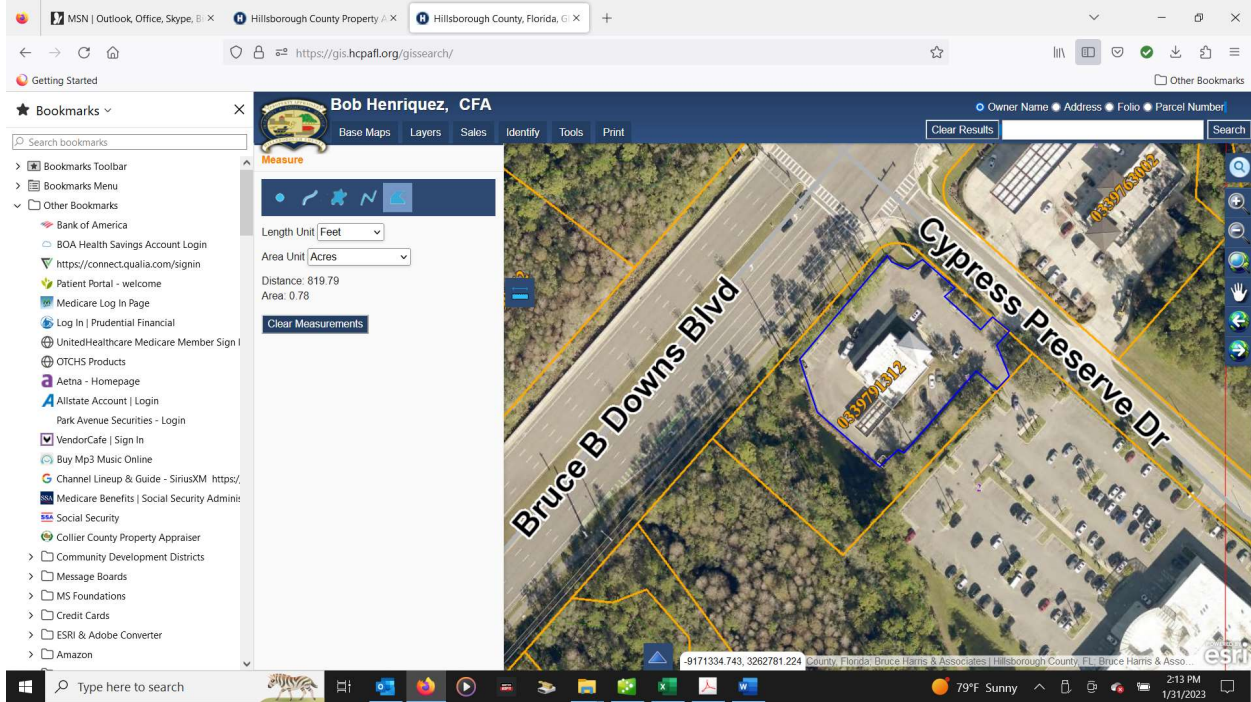 MSN | Outlook, Office, Skype, Bi
Hillsborough County Property A
Hillsborough County, Florida, G
https://gis.hcpafl.org/gissearch/
Getting Started
Other Bookmarks
Bookmarks
Search bookmarks
Bookmarks Toolbar
Bookmarks Menu
Other Bookmarks
Bank of America
BOA Health Savings Account Login
https://connect.qualia.com/signin
Patient Portal - welcome
Medicare Log In Page
Log In | Prudential Financial
UnitedHealthcare Medicare Member Sign I
OTCHS Products
Aetna - Homepage
Allstate Account | Login
Park Avenue Securities - Login
VendorCafe | Sign In
Buy Mp3 Music Online
Channel Lineup & Guide - SiriusXM https:/
SSA Medicare Benefits | Social Security Adminis
SSA Social Security
Collier County Property Appraiser
Community Development Districts
Message Boards
MS Foundations
Credit Cards
ESRI & Adobe Converter
Amazon
Bob Henriquez, CFA
Owner Name Address Folio Parcel Number
Base Maps Layers Sales Identify Tools Print
Clear Results Search
Measure
Length Unit Feet
Area Unit Acres
Distance: 819.79
Area: 0.78
Clear Measurements
0339763062
Cypress Preserve Dr
Bruce B Downs Blvd
0339791312
-9171334.743, 3262781.224 County, Florida; Bruce Harris & Associates | Hillsborough County, FL; Bruce Harris & Asso...
esri
Type here to search
79°F Sunny
2:13 PM
1/31/2023